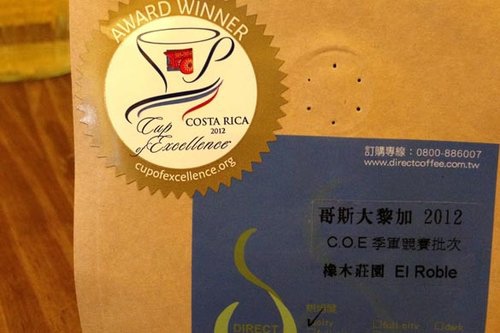 AWARD WINNER
COSTA RICA
2012
Cup
of Excellence
cupofexcellence.org
訂購專線：0800-886007
www.directcoffee.com.tw
哥斯大黎加 2012
C.O.E 季軍競賽批次
橡木莊園 El Roble
DIRECT